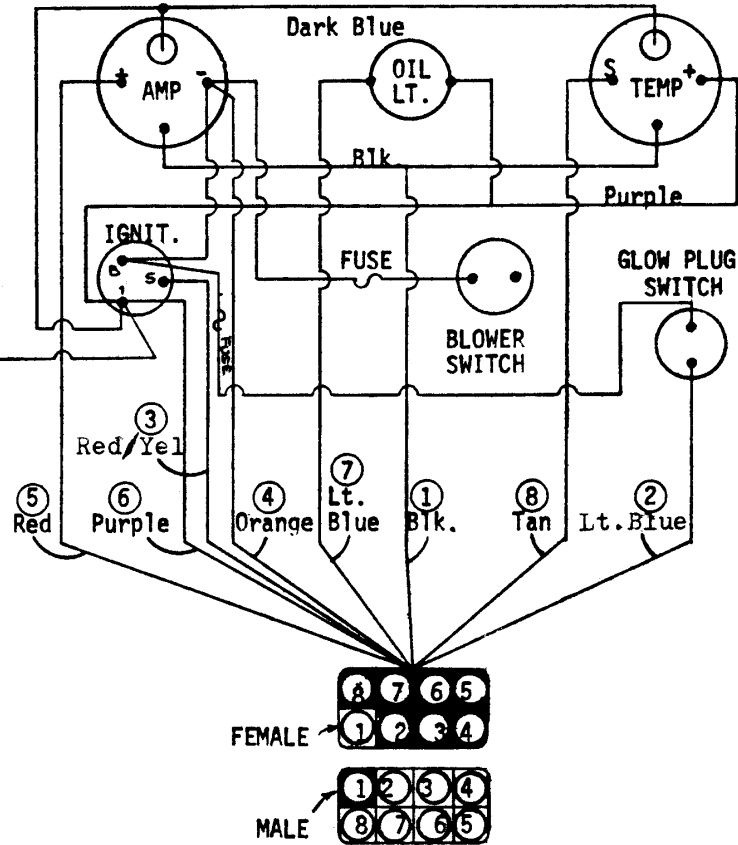 Dark Blue
+
AMP
-
OIL
LT.
S
TEMP
+
Blk.
Purple
IGNIT.
B
S
1
FUSE
FUSE
BLOWER
SWITCH
GLOW PLUG
SWITCH
3
Red/Yel
5
Red
6
Purple
4
Orange
7
Lt.
Blue
1
Blk.
8
Tan
2
Lt.Blue
8 7 6 5
FEMALE
1 2 3 4
1 2 3 4
MALE
8 7 6 5